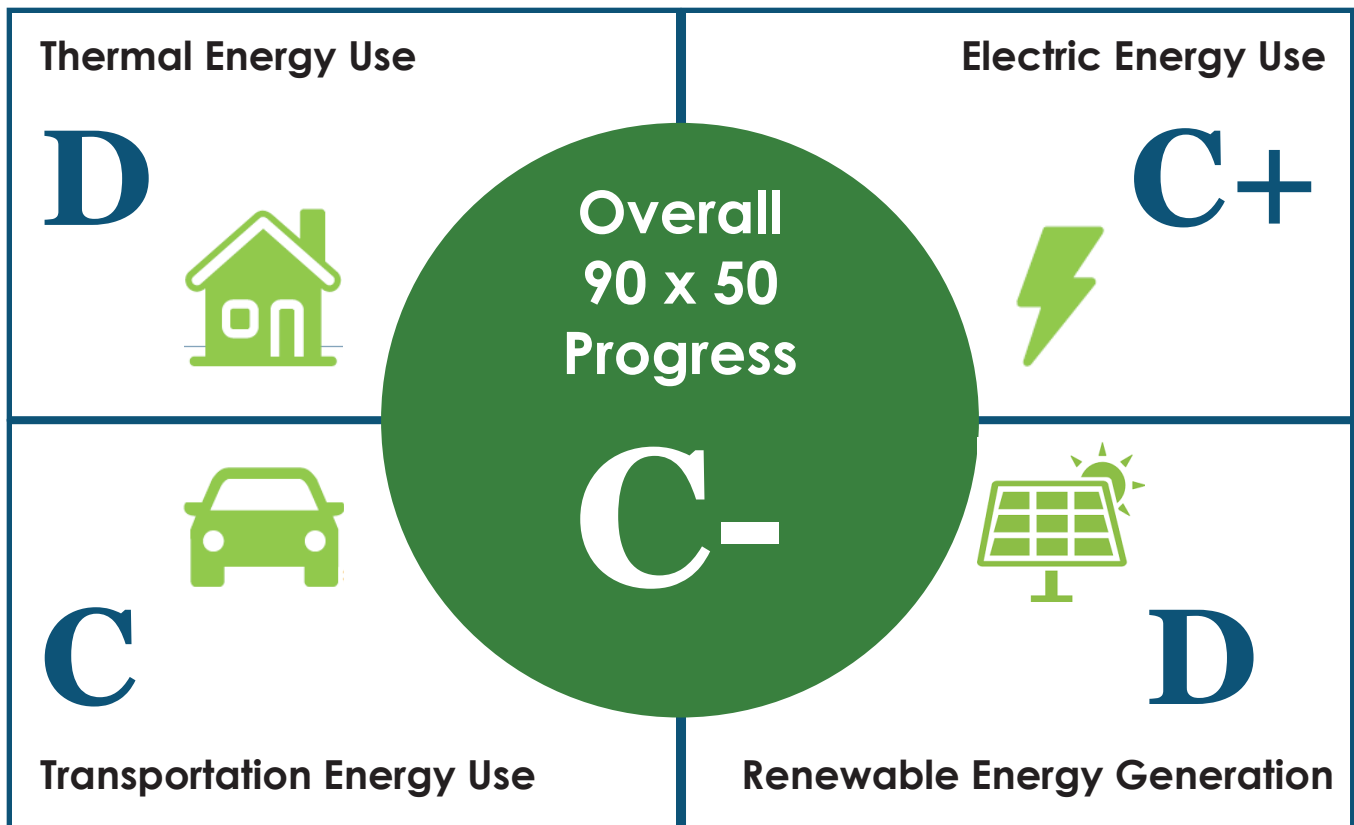 Thermal Energy Use
D
Electric Energy Use
C+
Overall
90 x 50
Progress
C-
C
Transportation Energy Use
D
Renewable Energy Generation